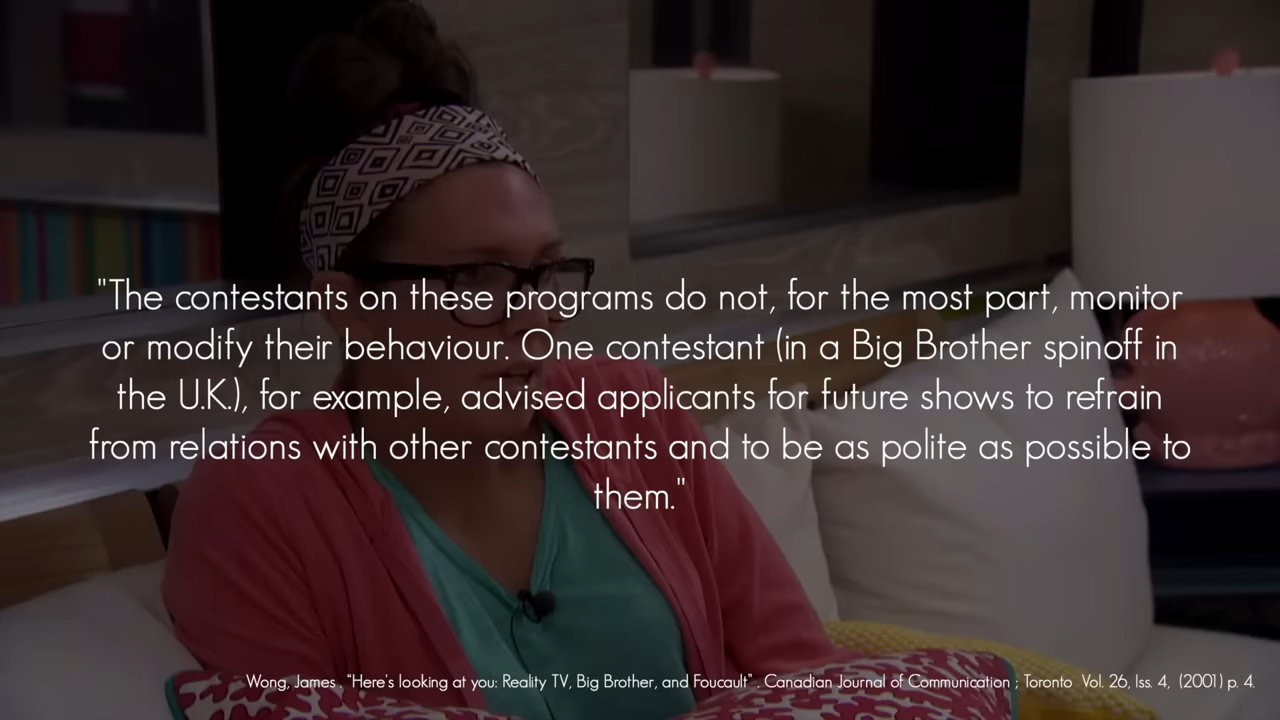 "The contestants on these programs do not, for the most part, monitor
or modify their behaviour. One contestant (in a Big Brother spinoff in
the U.K.), for example, advised applicants for future shows to refrain
from relations with other contestants and to be as polite as possible to
them."
Wong, James . "Here's looking at you: Reality TV, Big Brother, and Foucault" . Canadian Journal of Communication ; Toronto Vol. 26, Iss. 4, (2001) p. 4.